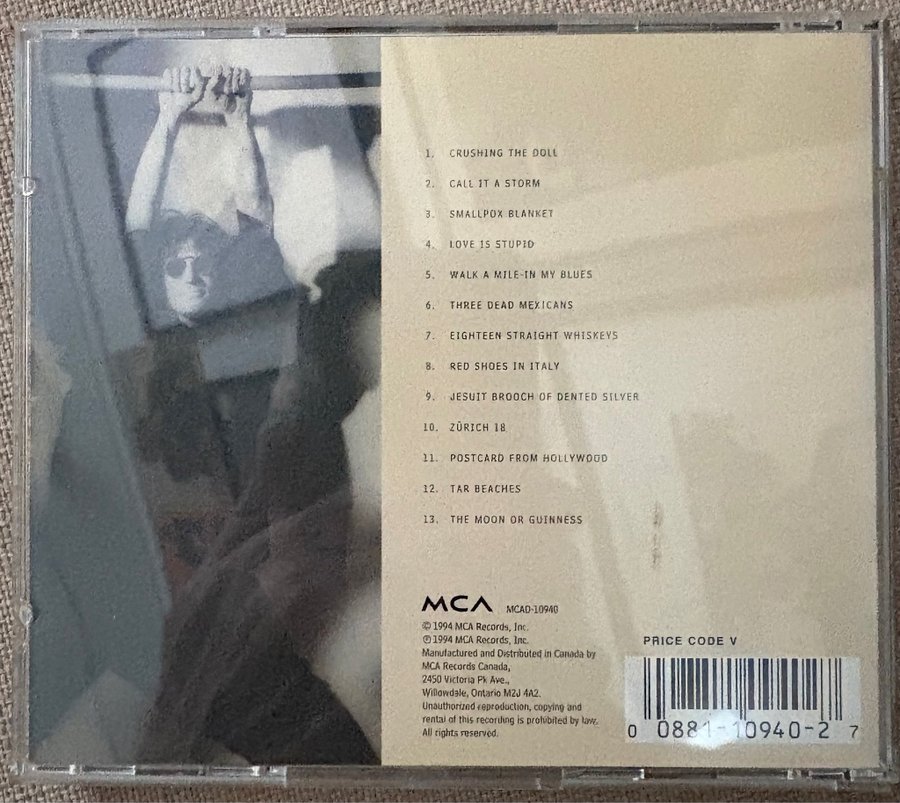 1. CRUSHING THE DOLL
2. CALL IT A STORM
3. SMALLPOX BLANKET
4. LOVE IS STUPID
5. WALK A MILE IN MY BLUES
6. THREE DEAD MEXICANS
7. EIGHTEEN STRAIGHT WHISKEYS
8. RED SHOES IN ITALY
9. JESUIT BROOCH OF DENTED SILVER
10. ZÜRICH 18
11. POSTCARD FROM HOLLYWOOD
12. TAR BEACHES
13. THE MOON OR GUINNESS
MCA MCAD-10940
© 1994 MCA Records, Inc.
℗ 1994 MCA Records, Inc.
Manufactured and Distributed in Canada by
MCA Records Canada,
2450 Victoria Pk Ave.,
Willowdale, Ontario M2J 4A2.
Unauthorized reproduction, copying and
rental of this recording is prohibited by law.
All rights reserved.
PRICE CODE V
0 0881-10940-2 7